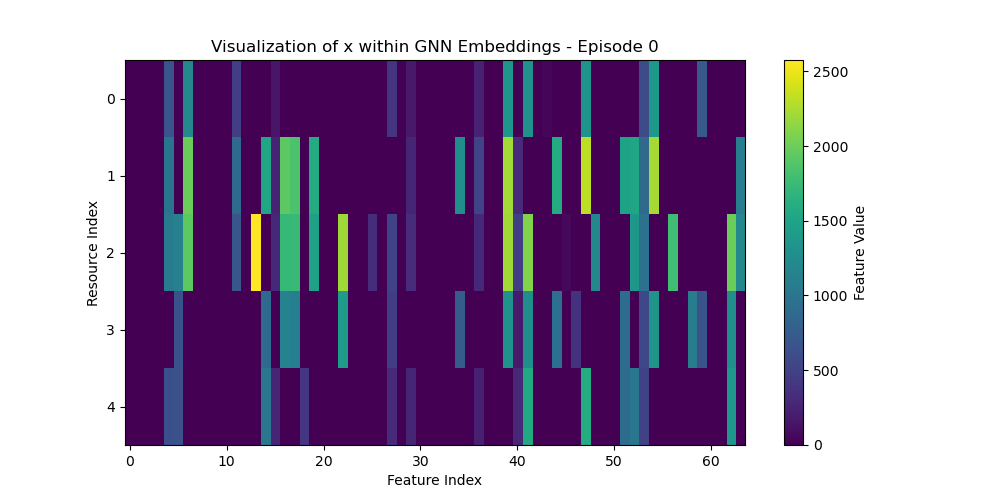 Visualization of x within GNN Embeddings - Episode 0
Resource Index
0
1
2
3
4
0 10 20 30 40 50 60
Feature Index
2500
2000
1500
1000
500
0
Feature Value